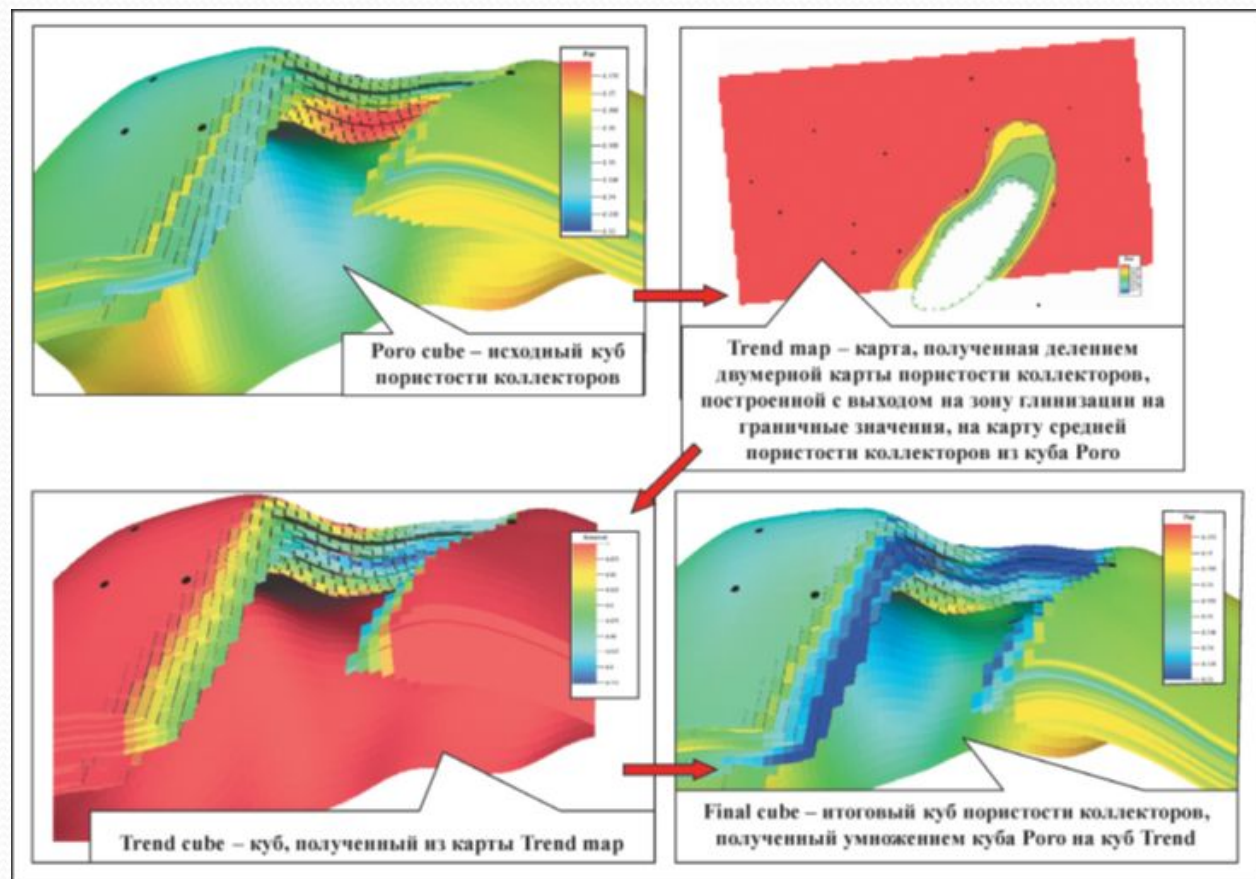 Poro cube – исходный куб
пористости коллекторов
Trend map – карта, полученная делением
двумерной карты пористости коллекторов,
построенной с выходом на зону глинизации на
граничные значения, на карту средней
пористости коллекторов из куба Poro
Trend cube – куб, полученный из карты Trend map
Final cube – итоговый куб пористости коллекторов,
полученный умножением куба Poro на куб Trend